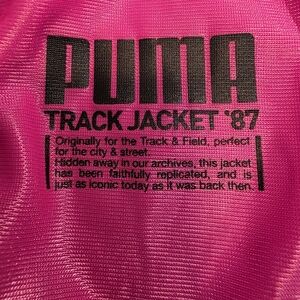 PUMA
TRACK JACKET '87
Originally for the Track & Field, perfect
for the city & street.
Hidden away in our archives, this jacket
has been faithfully replicated, and is
just as iconic today as it was back then.